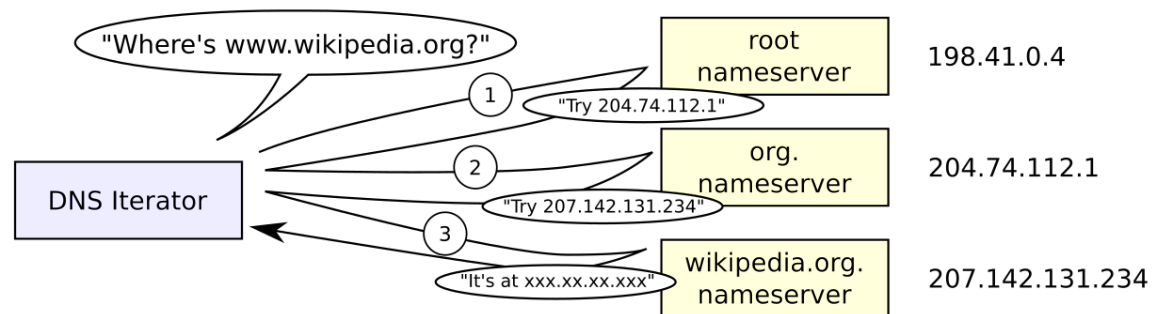 "Where's www.wikipedia.org?"
root
nameserver
198.41.0.4
1
"Try 204.74.112.1"
org.
nameserver
204.74.112.1
2
DNS Iterator
"Try 207.142.131.234"
3
wikipedia.org.
nameserver
207.142.131.234
"It's at xxx.xx.xx.xxx"